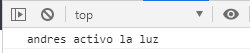 top
andres activo la luz